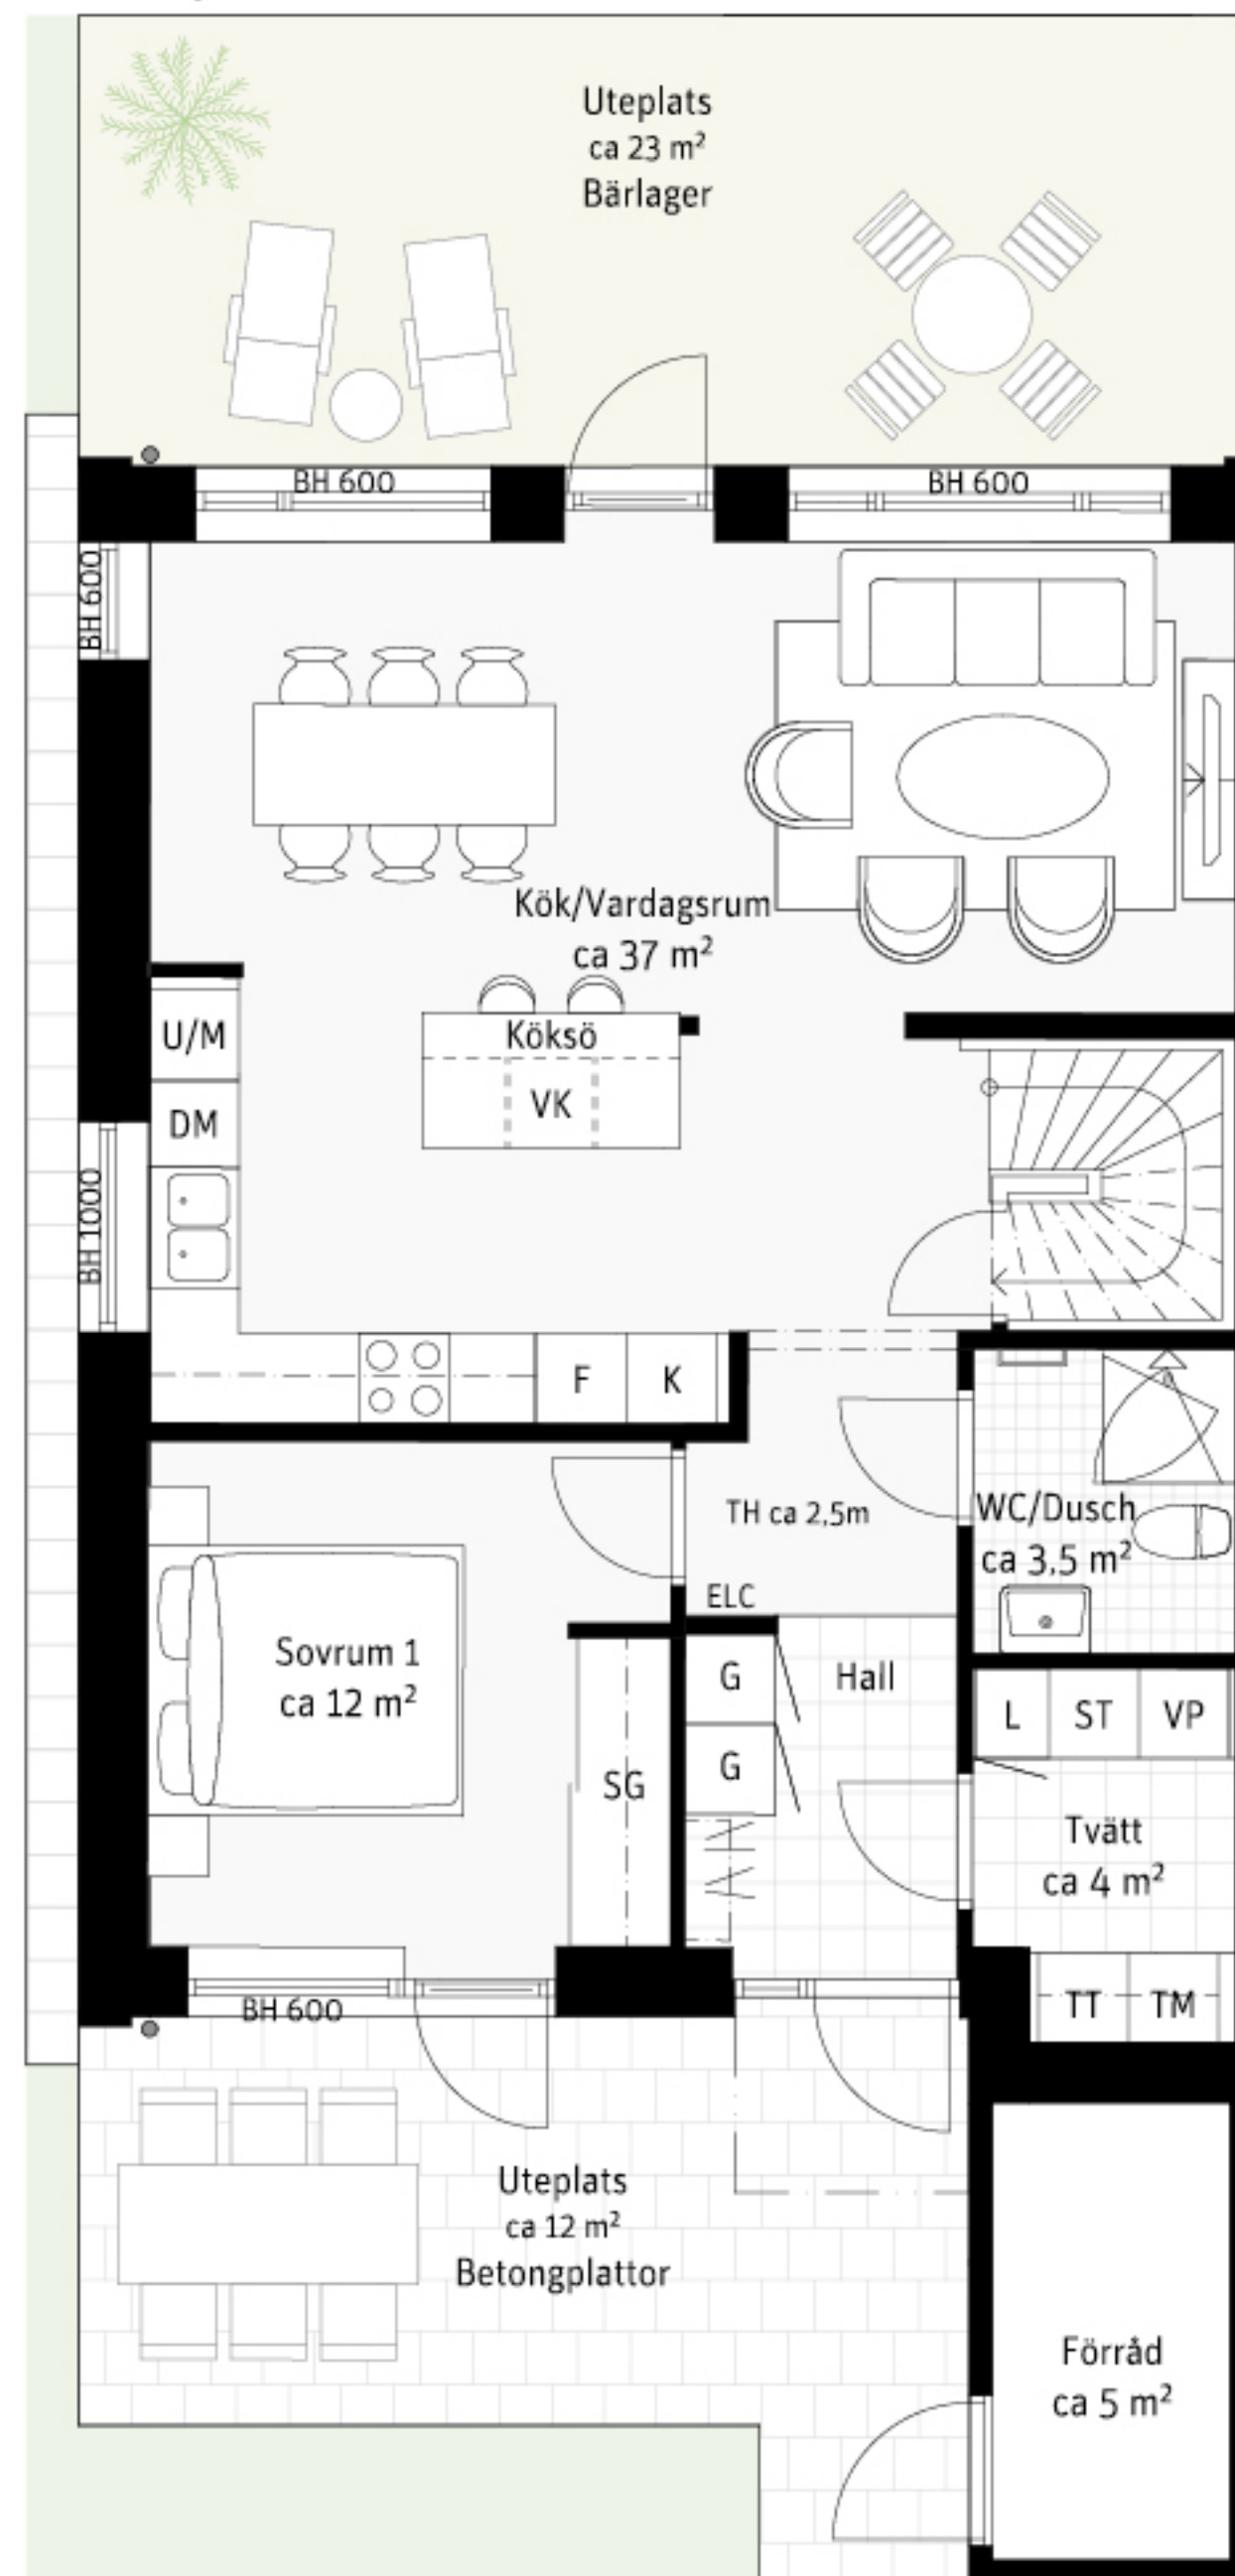 Uteplats
ca 23 m²
Bärlager
BH 600
BH 600
BH 600
Kök/Vardagsrum
ca 37 m²
U/M
Köksö
VK
DM
BH 1000
F
K
TH ca 2,5m
WC/Dusch
ca 3,5 m²
ELC
Sovrum 1
ca 12 m²
G
Hall
L
ST
VP
G
SG
Tvätt
ca 4 m²
TT
TM
BH 600
Uteplats
ca 12 m²
Betongplattor
Förråd
ca 5 m²